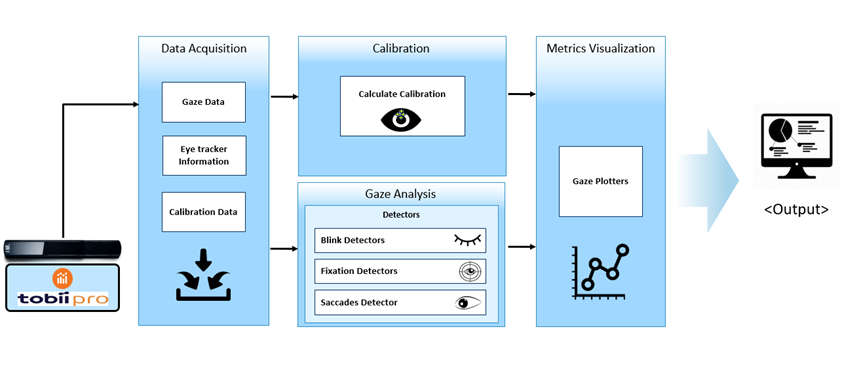 Data Acquisition
Gaze Data
Eye tracker
Information
Calibration Data
tobii pro
Calibration
Calculate Calibration
Gaze Analysis
Detectors
Blink Detectors
Fixation Detectors
Saccades Detector
Metrics Visualization
Gaze Plotters
<Output>